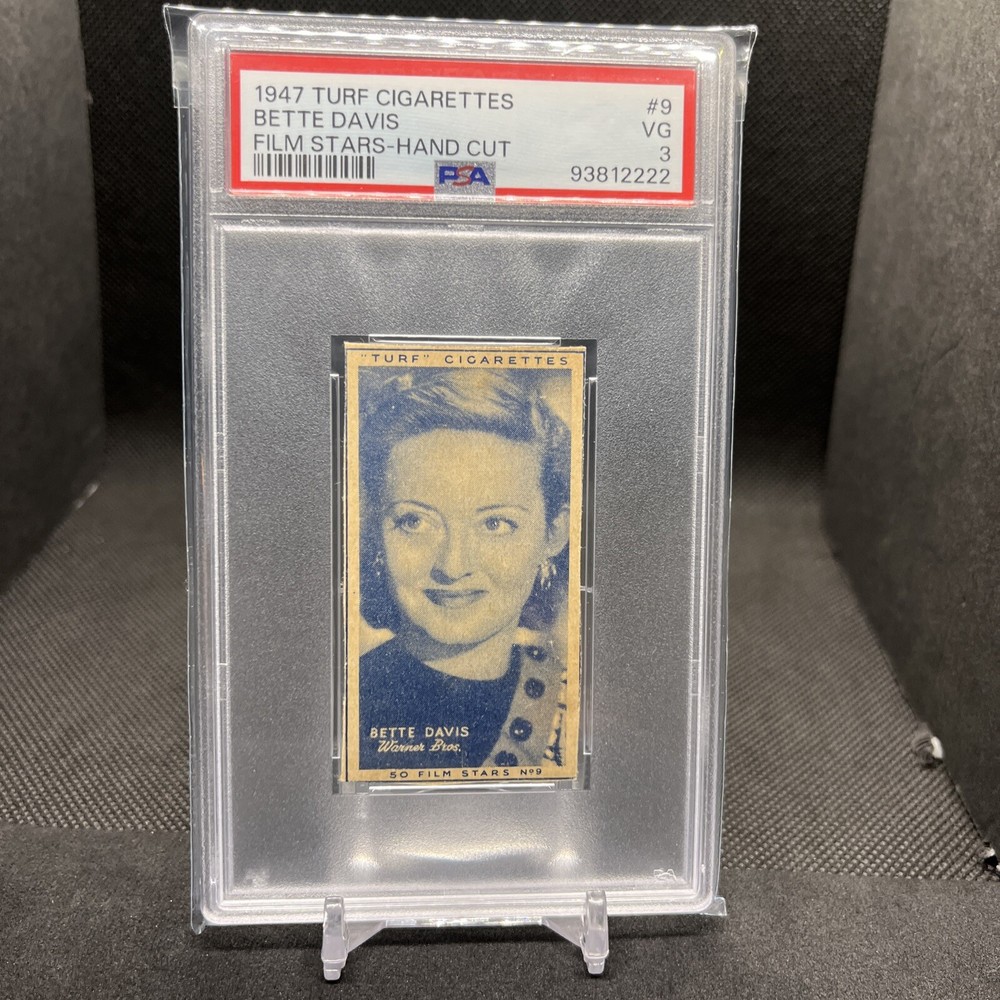 1947 TURF CIGARETTES #9
BETTE DAVIS VG
FILM STARS-HAND CUT 3
PSA 93812222
"TURF" CIGARETTES
BETTE DAVIS
Warner Bros.
50 FILM STARS Nº9